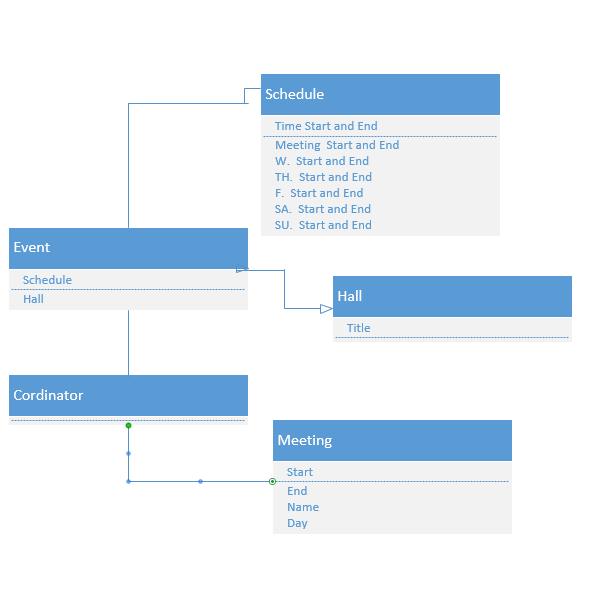 Schedule
Time Start and End
Meeting  Start and End
W.  Start and End
TH.  Start and End
F.  Start and End
SA.  Start and End
SU.  Start and End
Event
Schedule
Hall
Hall
Title
Cordinator
Meeting
Start
End
Name
Day